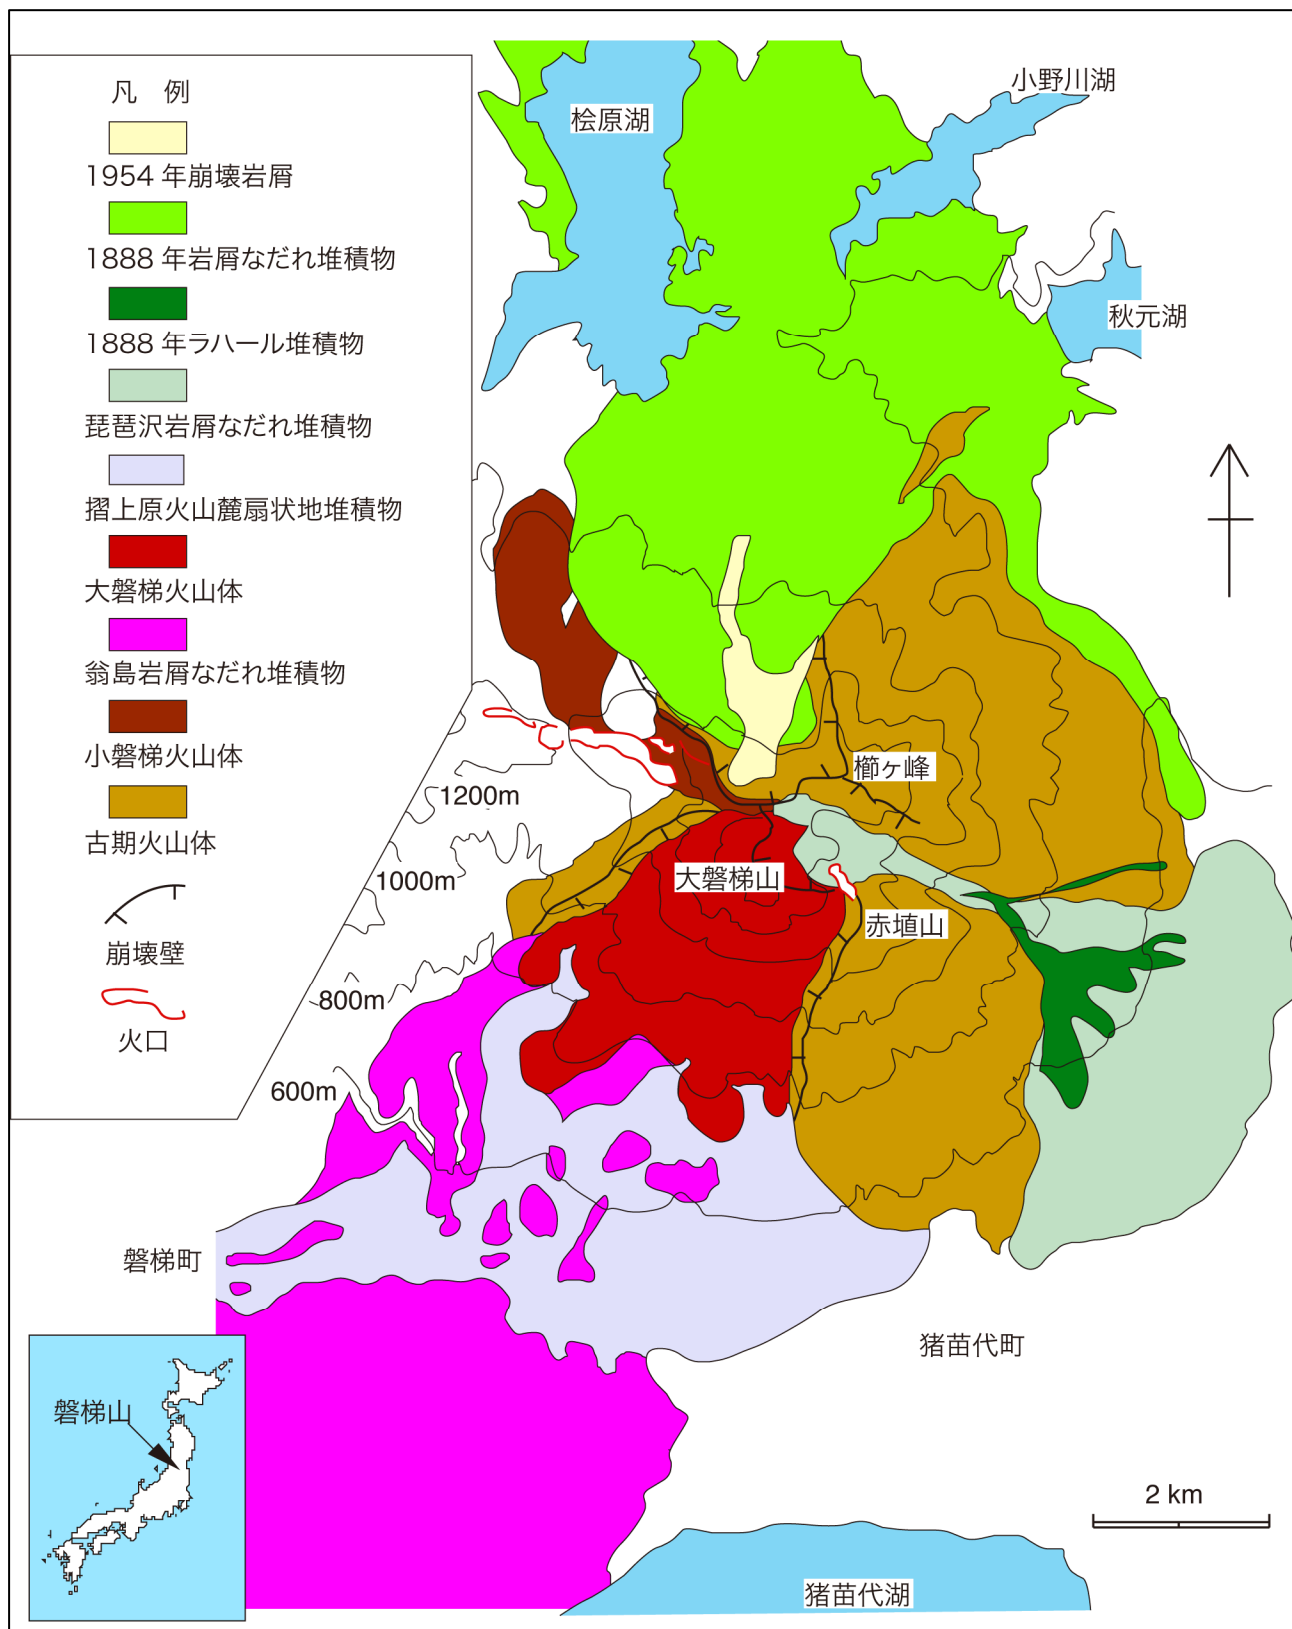 凡 例
1954 年崩壊岩屑
1888 年岩屑なだれ堆積物
1888 年ラハール堆積物
琵琶沢岩屑なだれ堆積物
摺上原火山麓扇状地堆積物
大磐梯火山体
翁島岩屑なだれ堆積物
小磐梯火山体
古期火山体
崩壊壁
火口
桧原湖
小野川湖
秋元湖
櫛ヶ峰
大磐梯山
赤埴山
1200m
1000m
800m
600m
磐梯町
猪苗代町
磐梯山
2 km
猪苗代湖